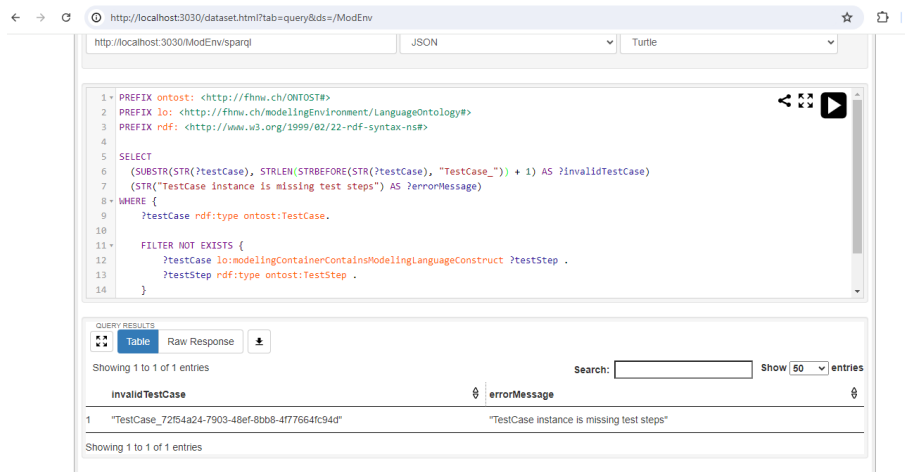 http://localhost:3030/dataset.html?tab=query&ds=/ModEnv
http://localhost:3030/ModEnv/sparql JSON Turtle
1 PREFIX ontost: <http://fhnw.ch/ONTOST#>
2 PREFIX lo: <http://fhnw.ch/modelingEnvironment/LanguageOntology#>
3 PREFIX rdf: <http://www.w3.org/1999/02/22-rdf-syntax-ns#>
4
5 SELECT
6 (SUBSTR(STR(?testCase), STRLEN(STRBEFORE(STR(?testCase), "TestCase_")) + 1) AS ?invalidTestCase)
7 (STR("TestCase instance is missing test steps") AS ?errorMessage)
8 WHERE {
9 ?testCase rdf:type ontost:TestCase.
10
11 FILTER NOT EXISTS {
12 ?testCase lo:modelingContainerContainsModelingLanguageConstruct ?testStep .
13 ?testStep rdf:type ontost:TestStep .
14 }
QUERY RESULTS
Table Raw Response
Showing 1 to 1 of 1 entries Search: Show 50 entries
invalidTestCase errorMessage
1 "TestCase_72f54a24-7903-48ef-8bb8-4f77664fc94d" "TestCase instance is missing test steps"
Showing 1 to 1 of 1 entries